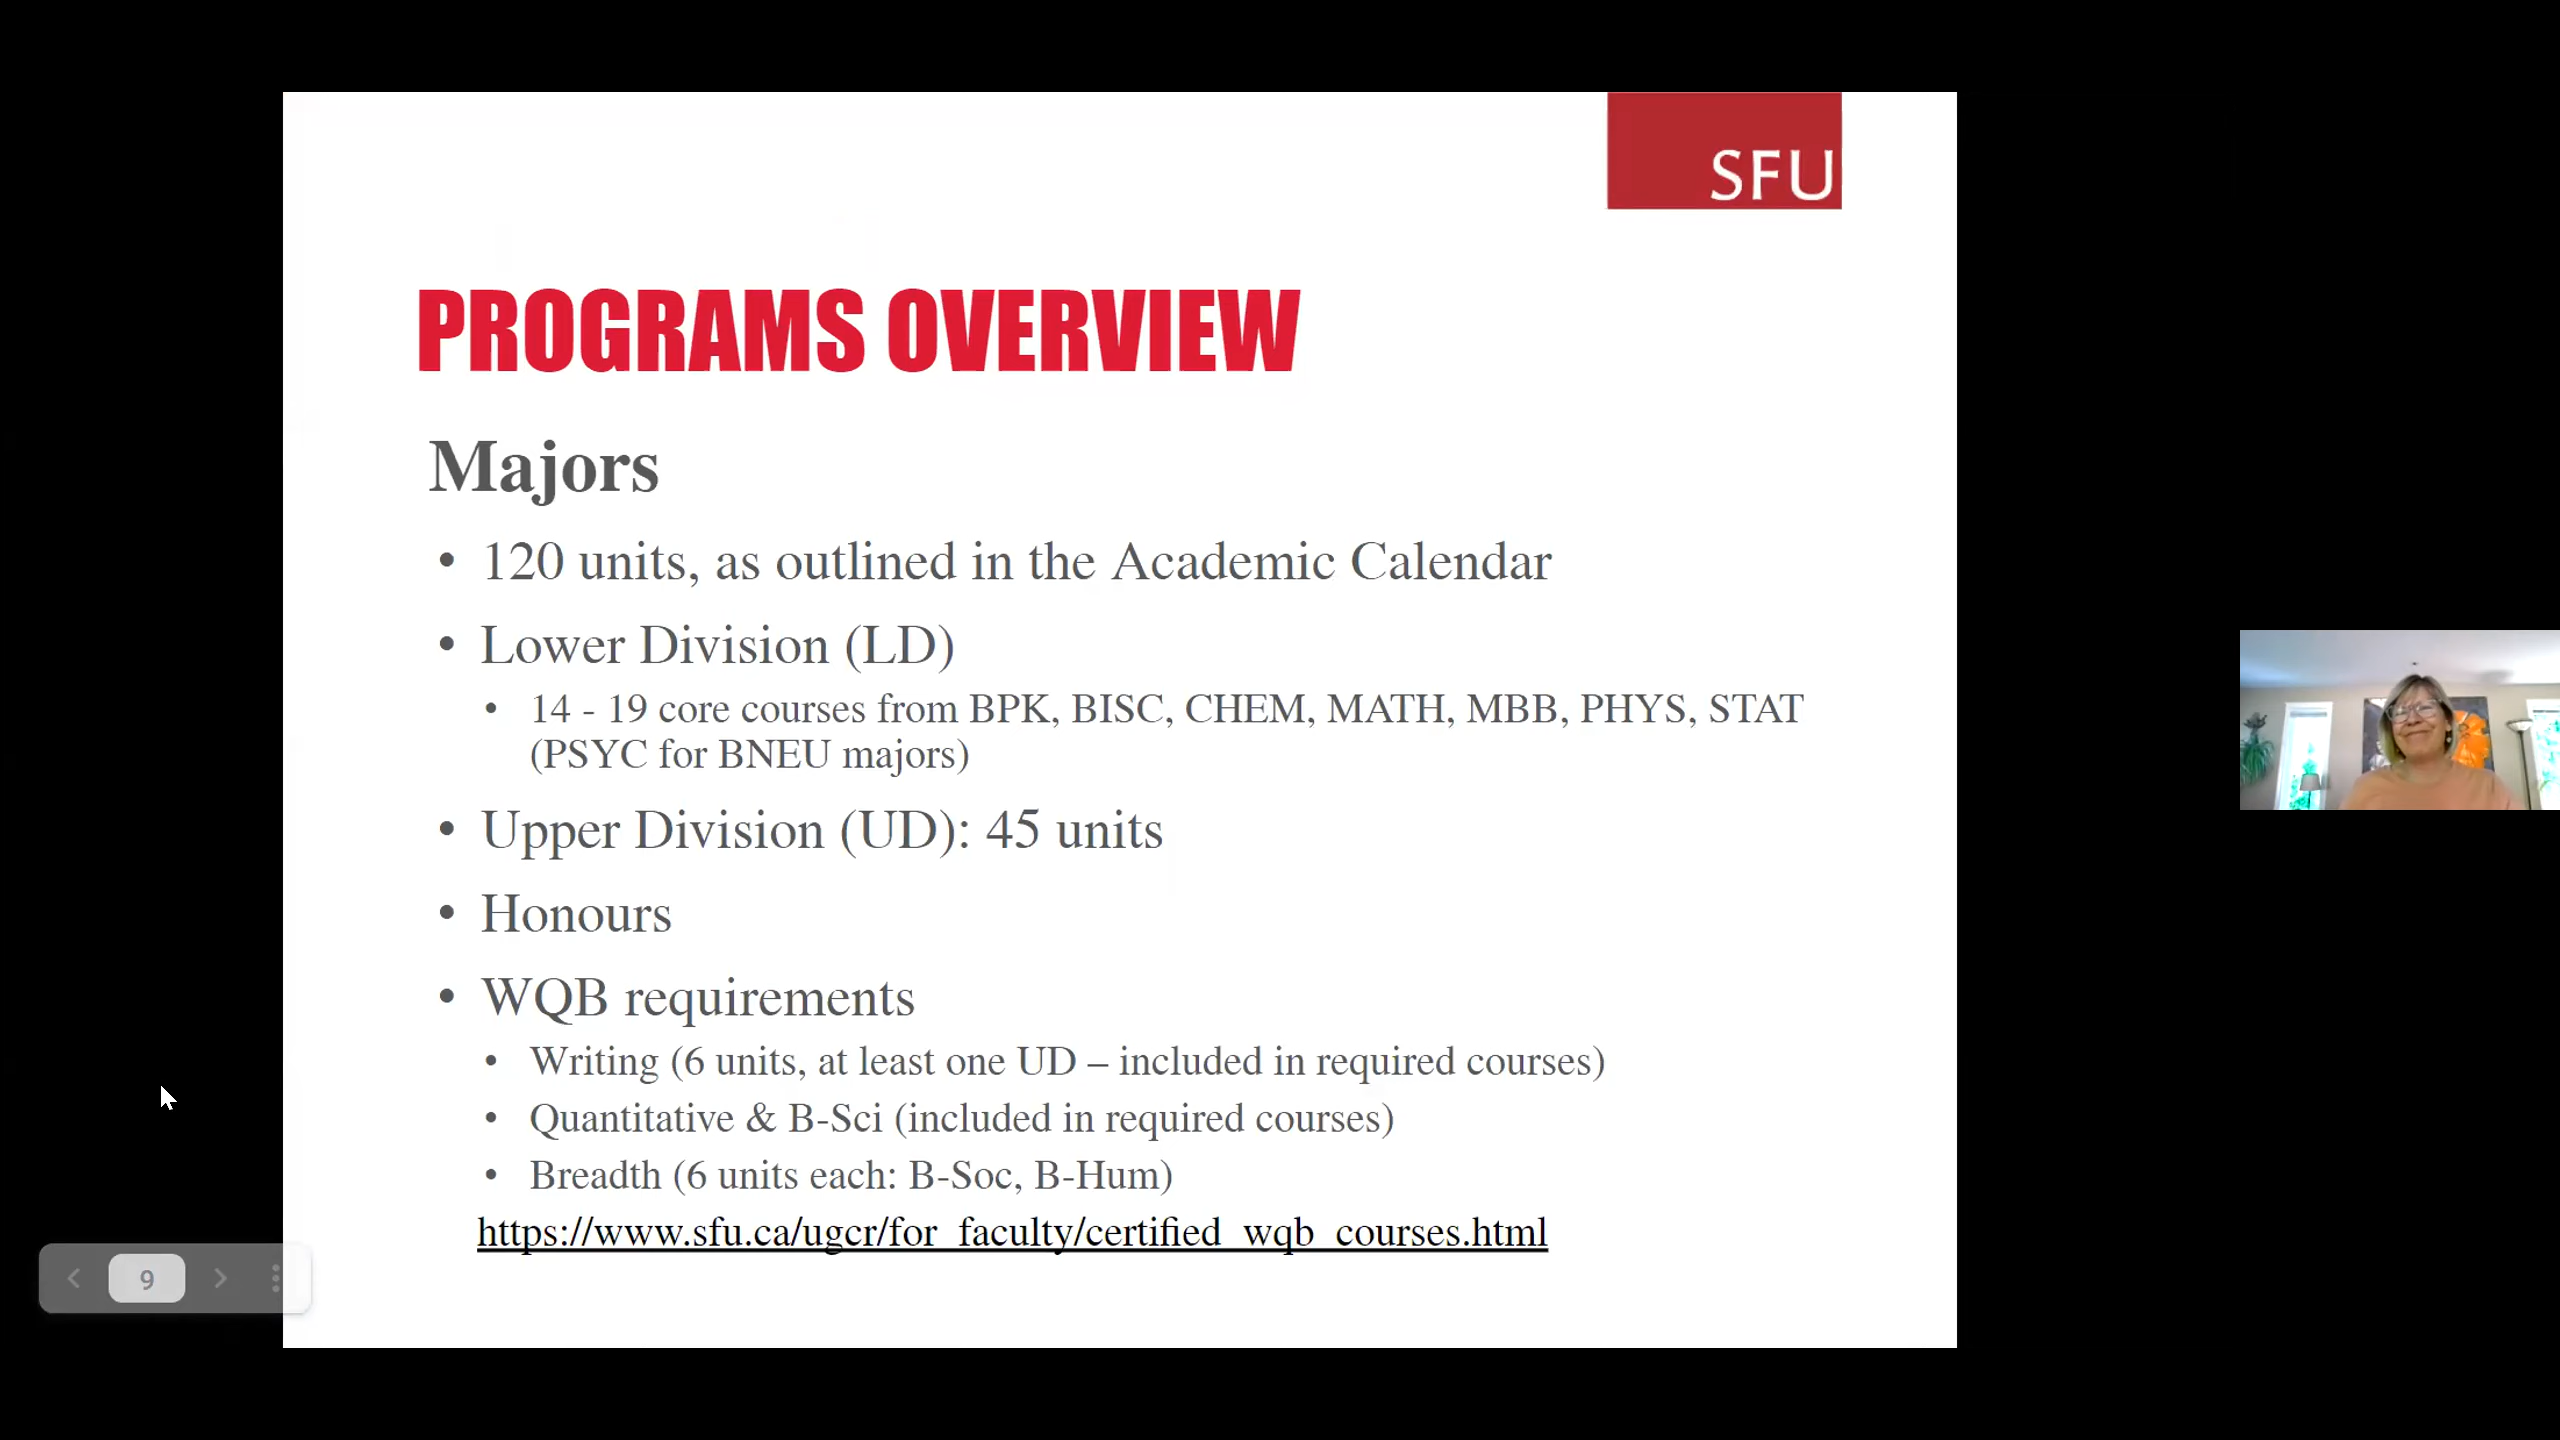 SFU
PROGRAMS OVERVIEW
Majors
• 120 units, as outlined in the Academic Calendar
• Lower Division (LD)
• 14 - 19 core courses from BPK, BISC, CHEM, MATH, MBB, PHYS, STAT
(PSYC for BNEU majors)
• Upper Division (UD): 45 units
• Honours
• WQB requirements
• Writing (6 units, at least one UD – included in required courses)
• Quantitative & B-Sci (included in required courses)
• Breadth (6 units each: B-Soc, B-Hum)
https://www.sfu.ca/ugcr/for_faculty/certified_wqb_courses.html
9